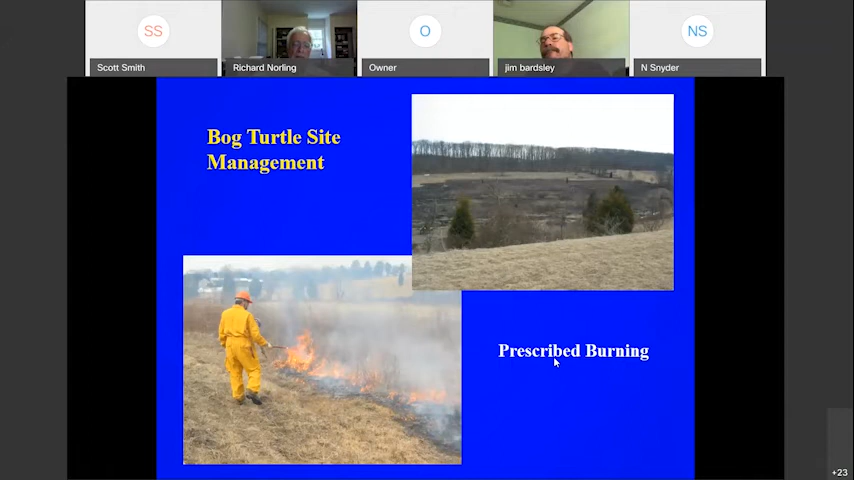 SS
O
NS
Scott Smith
Richard Norling
Owner
jim bardsley
N Snyder
Bog Turtle Site
Management
Prescribed Burning
+23